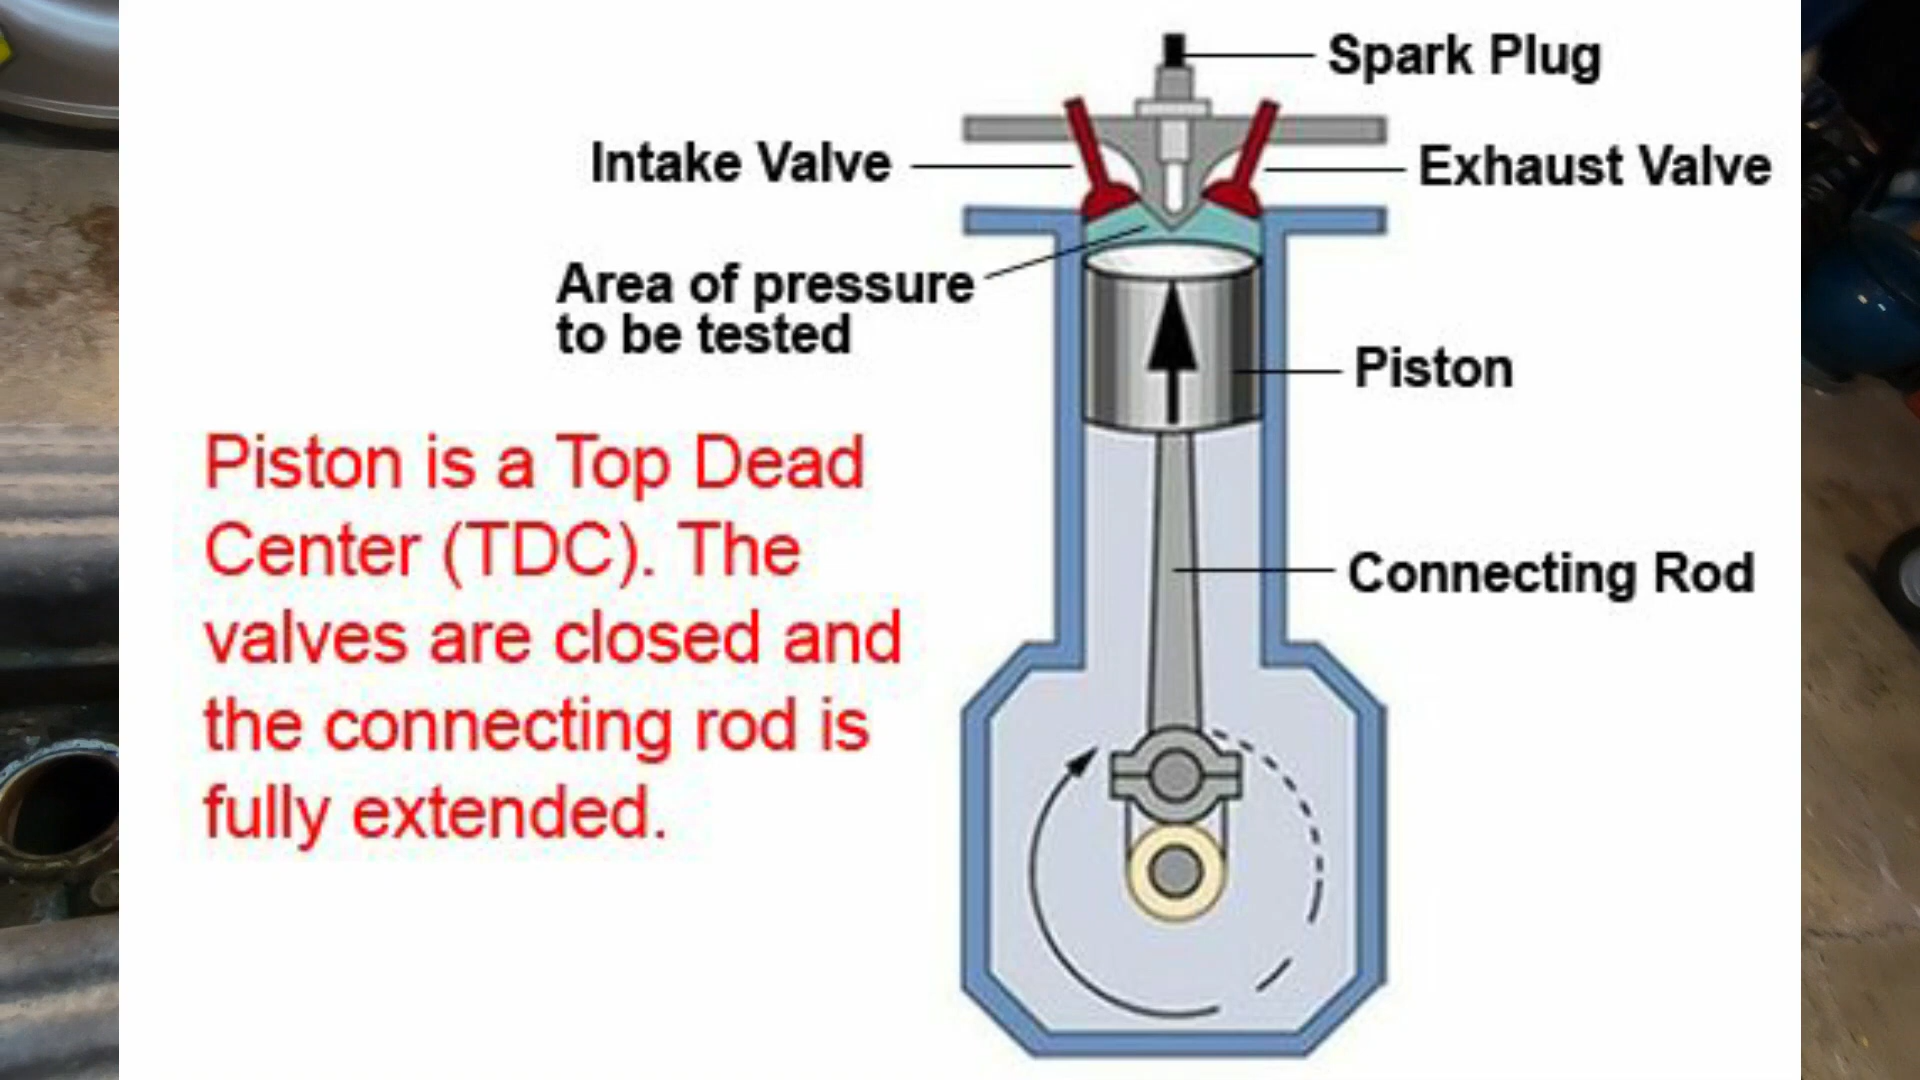 Spark Plug
Intake Valve
Exhaust Valve
Area of pressure
to be tested
Piston
Piston is a Top Dead
Center (TDC). The
valves are closed and
the connecting rod is
fully extended.
Connecting Rod